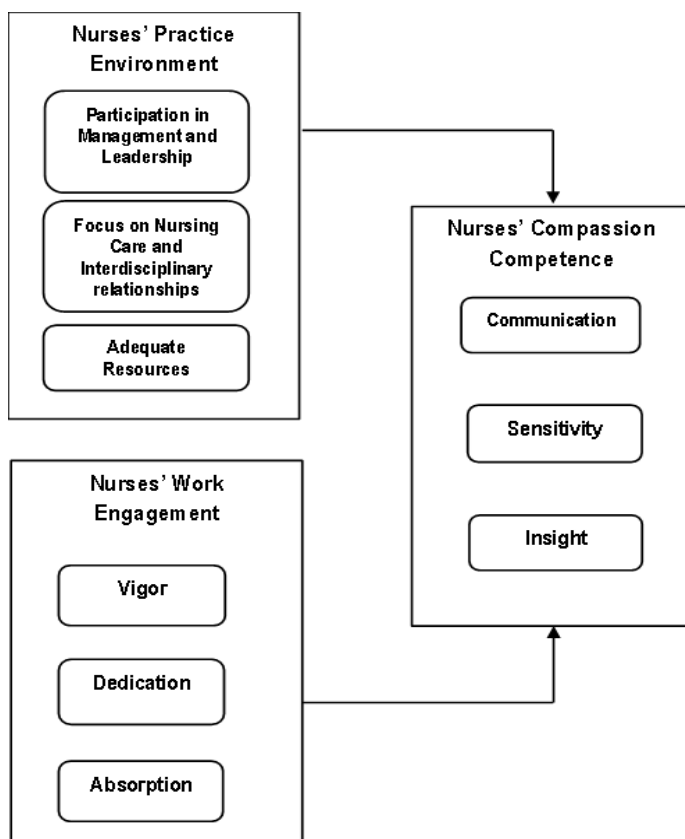 Nurses' Practice
Environment
Participation in
Management and
Leadership
Focus on Nursing
Care and
Interdisciplinary
relationships
Adequate
Resources
Nurses' Work
Engagement
Vigor
Dedication
Absorption
Nurses' Compassion
Competence
Communication
Sensitivity
Insight